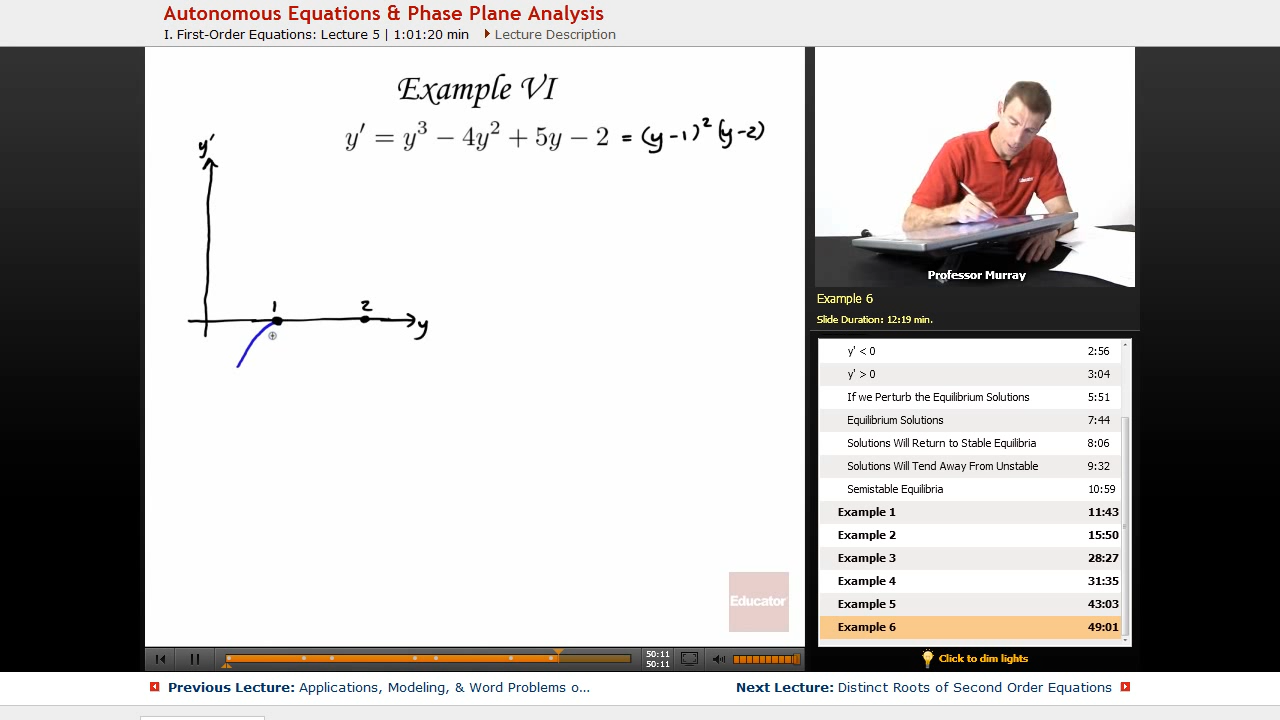 Autonomous Equations & Phase Plane Analysis
I. First-Order Equations: Lecture 5 | 1:01:20 min Lecture Description
Example VI
y′ = y³ − 4y² + 5y − 2 = (y−1)² (y−2)
y′
1 2
y
Educator
Professor Murray
Example 6
Slide Duration: 12:19 min.
y' < 0 2:56
y' > 0 3:04
If we Perturb the Equilibrium Solutions 5:51
Equilibrium Solutions 7:44
Solutions Will Return to Stable Equilibria 8:06
Solutions Will Tend Away From Unstable 9:32
Semistable Equilibria 10:59
Example 1 11:43
Example 2 15:50
Example 3 28:27
Example 4 31:35
Example 5 43:03
Example 6 49:01
50:11
50:11
Click to dim lights
Previous Lecture: Applications, Modeling, & Word Problems o...
Next Lecture: Distinct Roots of Second Order Equations